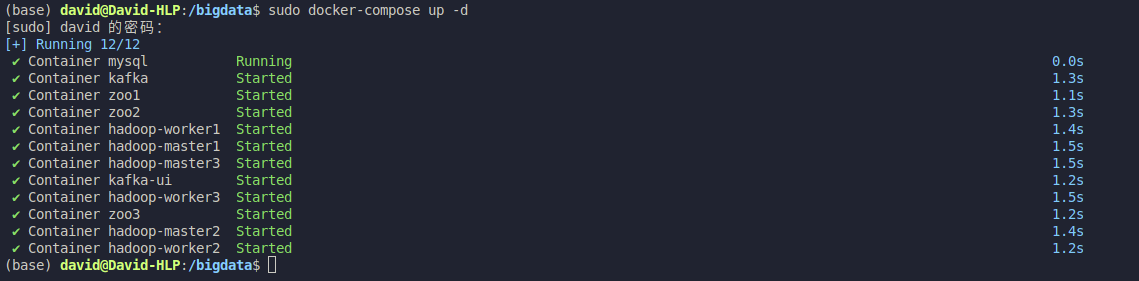 (base) david@David-HLP:/bigdata$ sudo docker-compose up -d
[sudo] david 的密码：
[+] Running 12/12
✔ Container mysql Running 0.0s
✔ Container kafka Started 1.3s
✔ Container zoo1 Started 1.1s
✔ Container zoo2 Started 1.3s
✔ Container hadoop-worker1 Started 1.4s
✔ Container hadoop-master1 Started 1.5s
✔ Container hadoop-master3 Started 1.5s
✔ Container kafka-ui Started 1.2s
✔ Container hadoop-worker3 Started 1.5s
✔ Container zoo3 Started 1.2s
✔ Container hadoop-master2 Started 1.4s
✔ Container hadoop-worker2 Started 1.2s
(base) david@David-HLP:/bigdata$